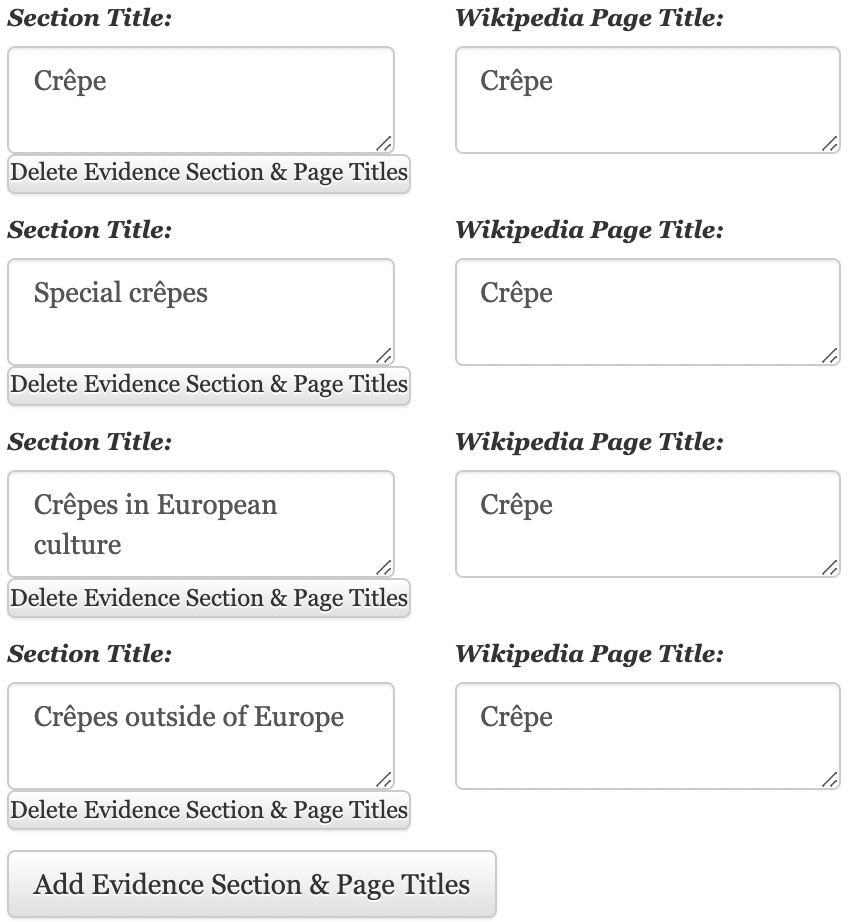 Section Title:
Wikipedia Page Title:
Crêpe
Crêpe
Delete Evidence Section & Page Titles
Section Title:
Wikipedia Page Title:
Special crêpes
Crêpe
Delete Evidence Section & Page Titles
Section Title:
Wikipedia Page Title:
Crêpes in European
culture
Crêpe
Delete Evidence Section & Page Titles
Section Title:
Wikipedia Page Title:
Crêpes outside of Europe
Crêpe
Delete Evidence Section & Page Titles
Add Evidence Section & Page Titles